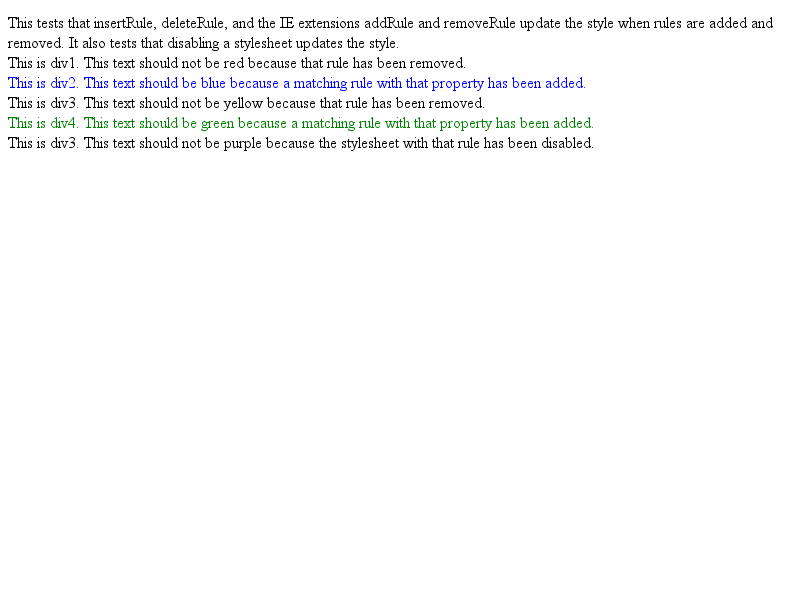 This tests that insertRule, deleteRule, and the IE extensions addRule and removeRule update the style when rules are added and
removed. It also tests that disabling a stylesheet updates the style.
This is div1. This text should not be red because that rule has been removed.
This is div2. This text should be blue because a matching rule with that property has been added.
This is div3. This text should not be yellow because that rule has been removed.
This is div4. This text should be green because a matching rule with that property has been added.
This is div3. This text should not be purple because the stylesheet with that rule has been disabled.